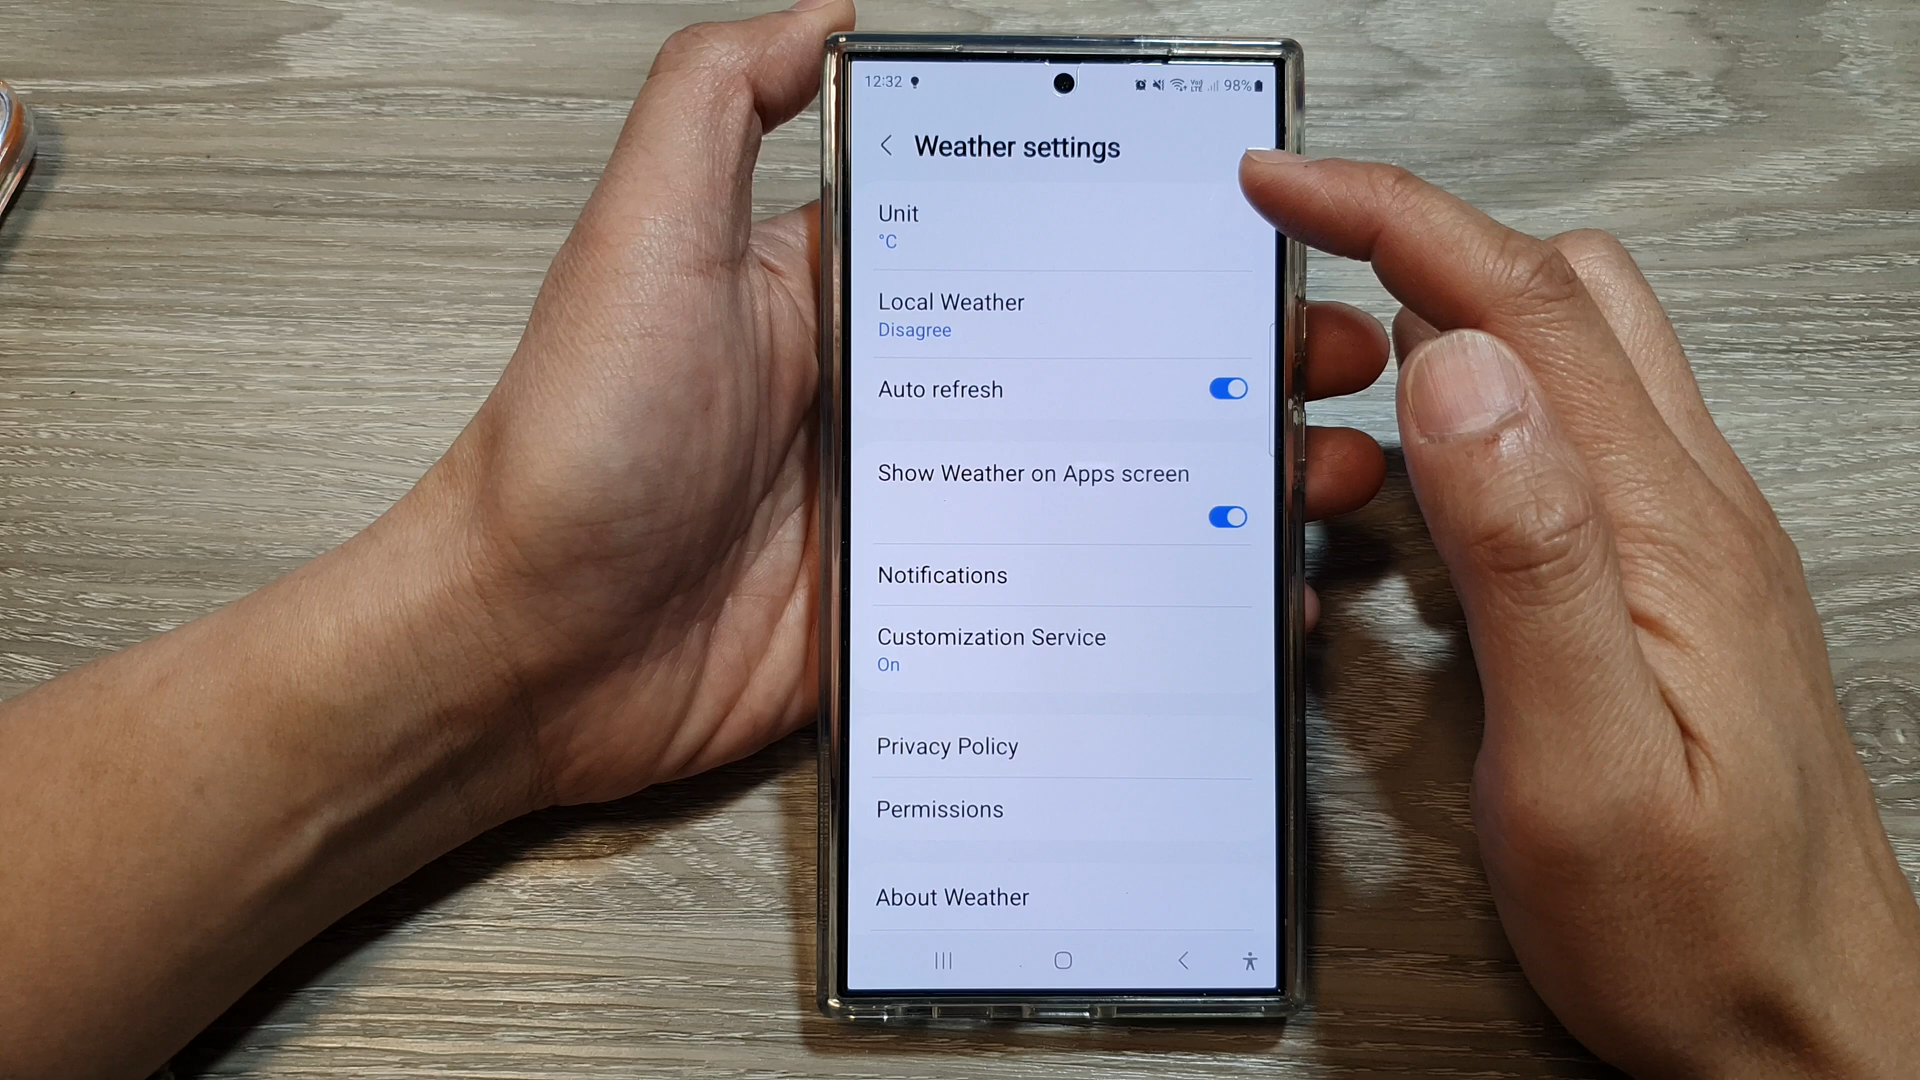 12:32 98%
Weather settings
Unit
°C
Local Weather
Disagree
Auto refresh
Show Weather on Apps screen
Notifications
Customization Service
On
Privacy Policy
Permissions
About Weather